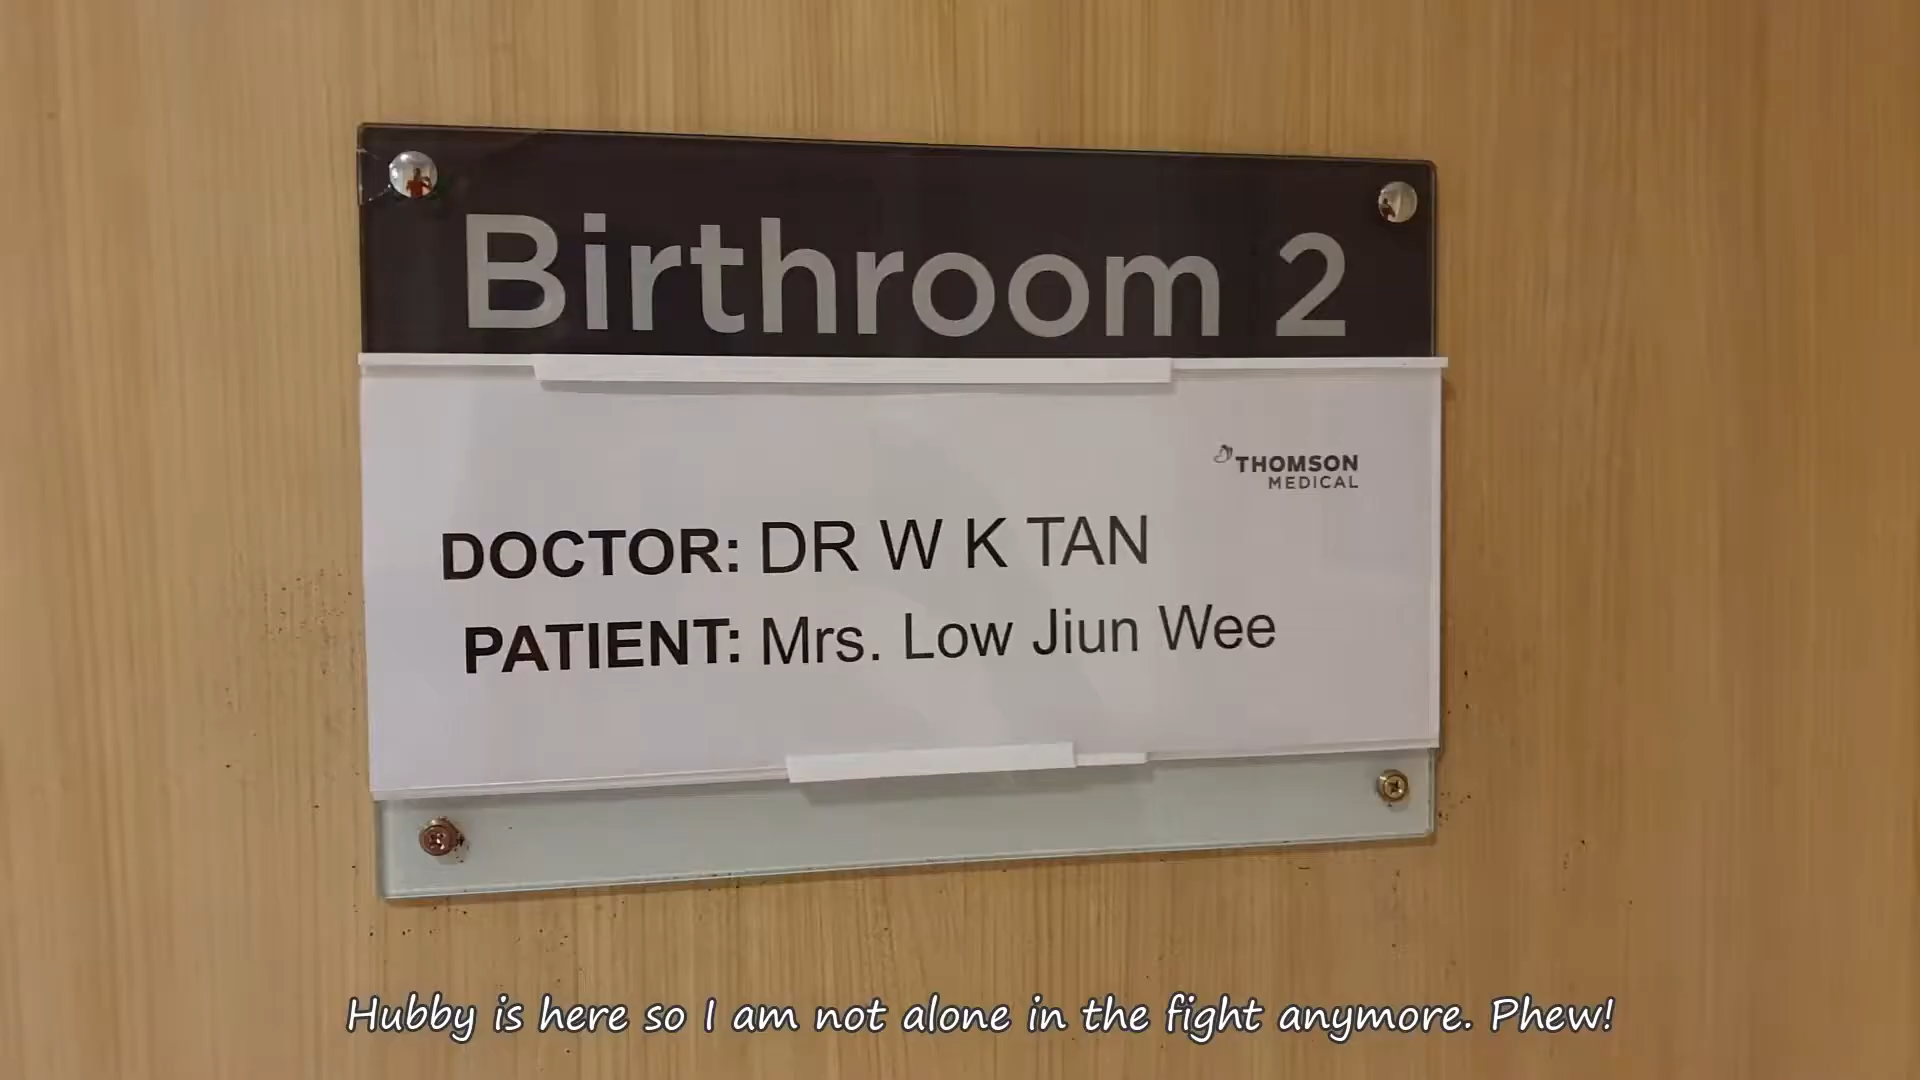 Birthroom 2
THOMSON
MEDICAL
DOCTOR: DR W K TAN
PATIENT: Mrs. Low Jiun Wee
Hubby is here so I am not alone in the fight anymore. Phew!